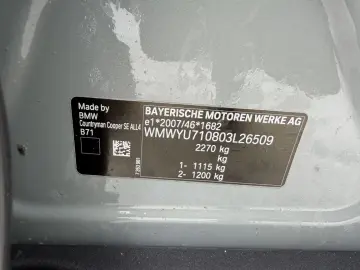 Made by
BMW
Countryman Cooper SE ALL4
B71
BAYERISCHE MOTOREN WERKE AG
e1*2007/46*1682
WMWYU710803L26509
2270 kg
kg
1- 1115 kg
2- 1200 kg